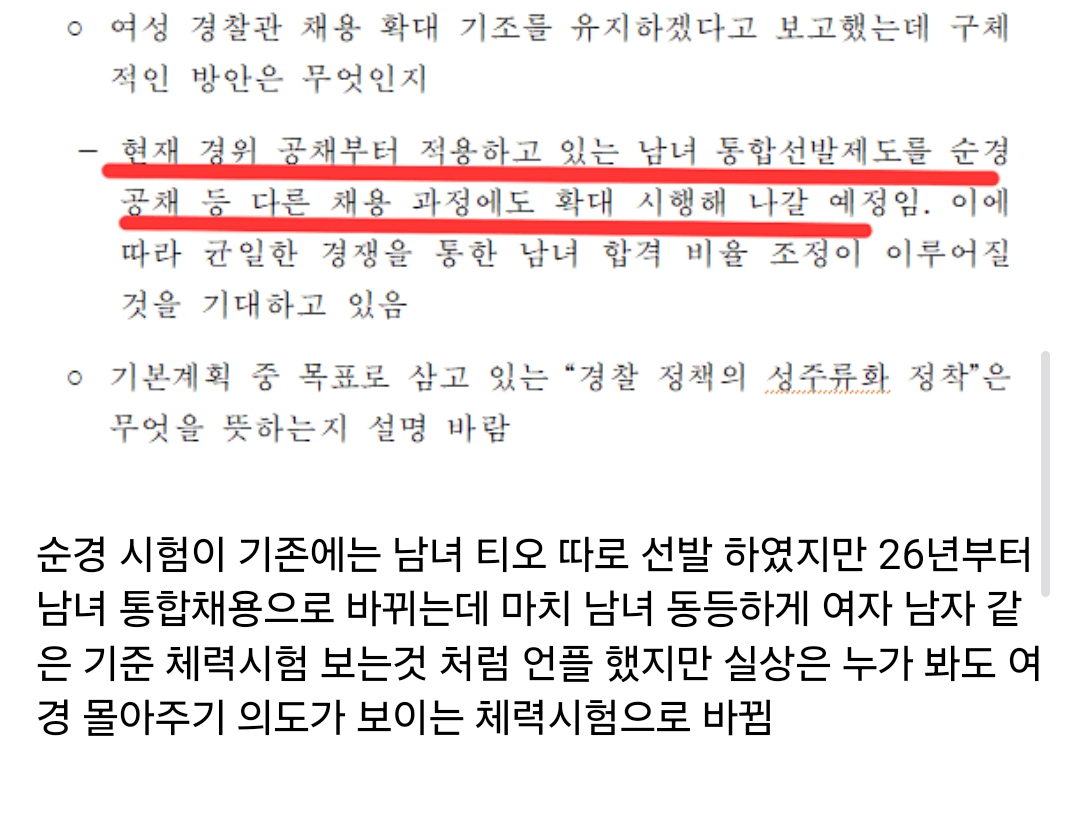 ○ 여성 경찰관 채용 확대 기조를 유지하겠다고 보고했는데 구체
적인 방안은 무엇인지
- 현재 경위 공채부터 적용하고 있는 남녀 통합선발제도를 순경
공채 등 다른 채용 과정에도 확대 시행해 나갈 예정임. 이에
따라 균일한 경쟁을 통한 남녀 합격 비율 조정이 이루어질
것을 기대하고 있음
○ 기본계획 중 목표로 삼고 있는 “경찰 정책의 성주류화 정착”은
무엇을 뜻하는지 설명 바람
순경 시험이 기존에는 남녀 티오 따로 선발 하였지만 26년부터
남녀 통합채용으로 바뀌는데 마치 남녀 동등하게 여자 남자 같
은 기준 체력시험 보는것 처럼 언플 했지만 실상은 누가 봐도 여
경 몰아주기 의도가 보이는 체력시험으로 바뀜